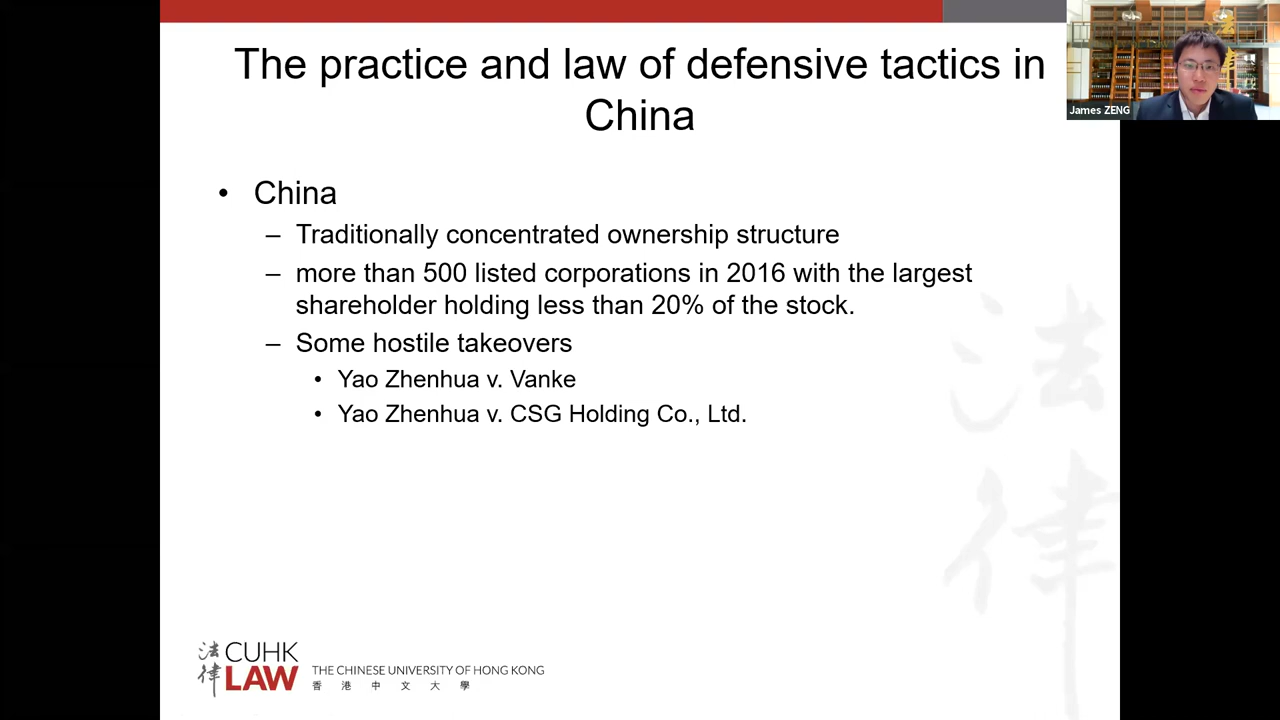 The practice and law of defensive tactics in
China
James ZENG
• China
– Traditionally concentrated ownership structure
– more than 500 listed corporations in 2016 with the largest
shareholder holding less than 20% of the stock.
– Some hostile takeovers
• Yao Zhenhua v. Vanke
• Yao Zhenhua v. CSG Holding Co., Ltd.
法律
法律
CUHK
LAW
THE CHINESE UNIVERSITY OF HONG KONG
香港中文大學